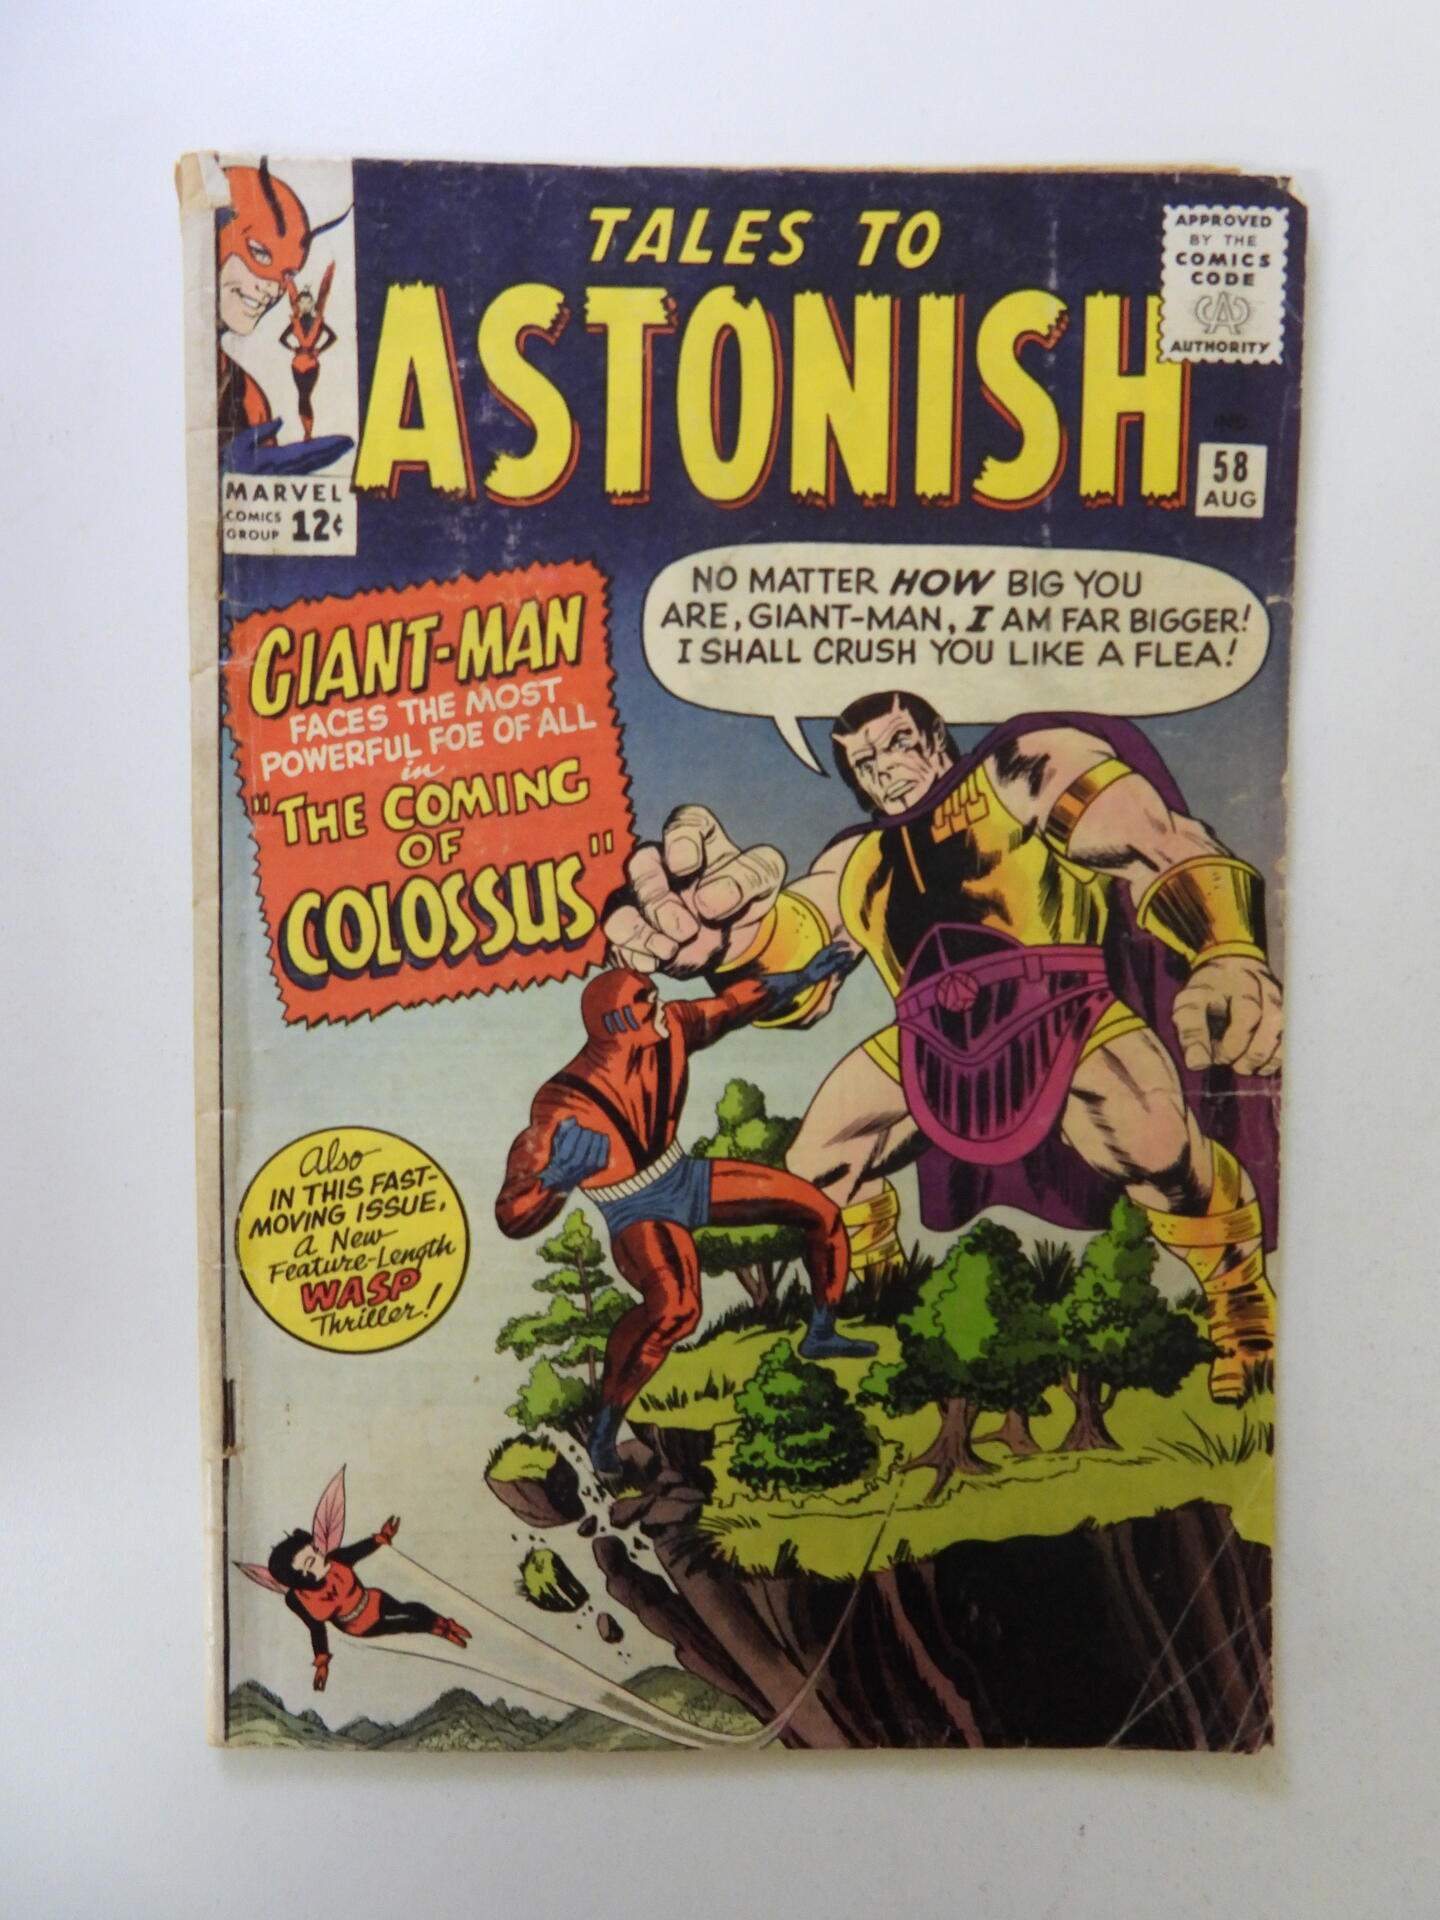 TALES TO
ASTONISH
APPROVED
BY THE
COMICS
CODE
CA
AUTHORITY
IND.
58
AUG
MARVEL
COMICS
GROUP 12¢
NO MATTER HOW BIG YOU
ARE, GIANT-MAN, I AM FAR BIGGER!
I SHALL CRUSH YOU LIKE A FLEA!
GIANT-MAN
FACES THE MOST
POWERFUL FOE OF ALL
in
"THE COMING
OF
COLOSSUS"
Also
IN THIS FAST-
MOVING ISSUE,
A New
Feature-Length
WASP
Thriller!
W